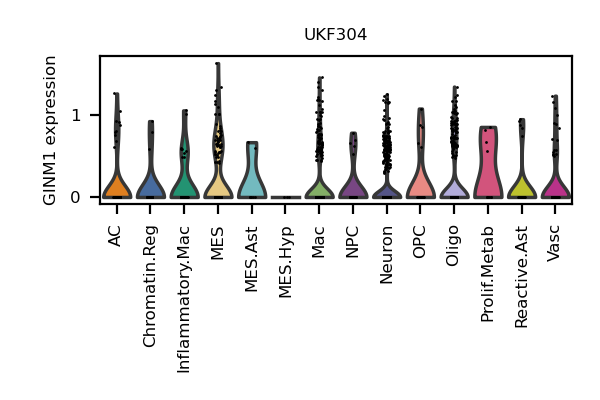 UKF304
GINM1 expression
1
0
AC
Chromatin.Reg
Inflammatory.Mac
MES
MES.Ast
MES.Hyp
Mac
NPC
Neuron
OPC
Oligo
Prolif.Metab
Reactive.Ast
Vasc